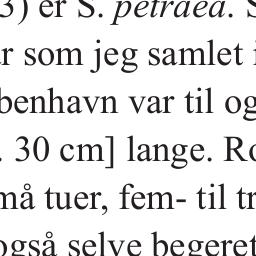 3) er S. petraea. S
r som jeg samlet i
benhavn var til og
. 30 cm] lange. Ro
må tuer, fem- til tr
også selve begeret